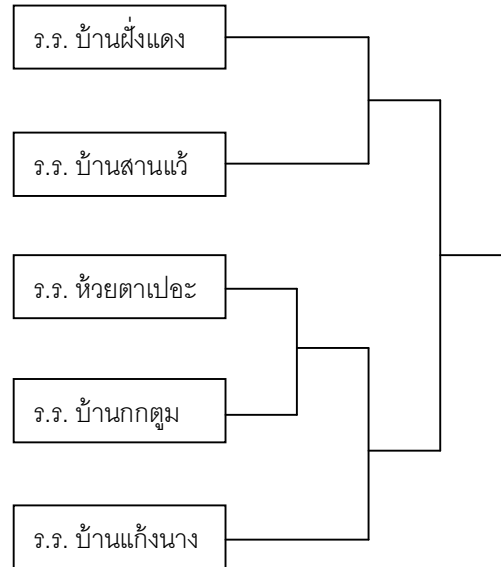 ร.ร. บ้านฝั่งแดง
ร.ร. บ้านสานแว้
ร.ร. ห้วยตาเปอะ
ร.ร. บ้านกกตูม
ร.ร. บ้านแก้งนาง